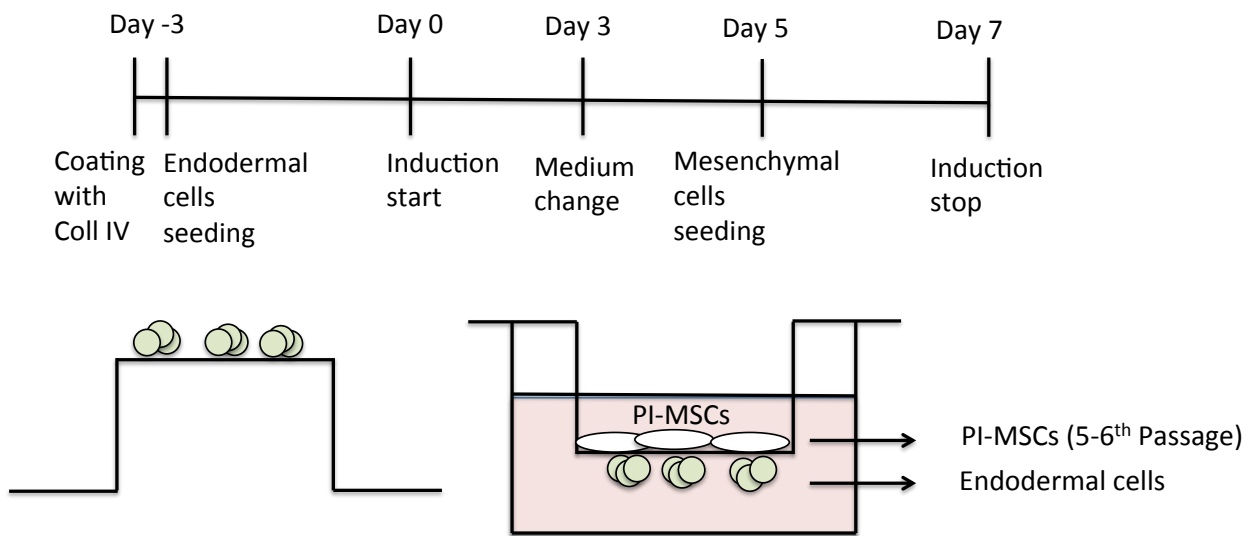 Day -3
Day 0
Day 3
Day 5
Day 7
Coating
with
Coll IV
Endodermal
cells
seeding
Induction
start
Medium
change
Mesenchymal
cells
seeding
Induction
stop
PI-MSCs
PI-MSCs (5-6th Passage)
Endodermal cells